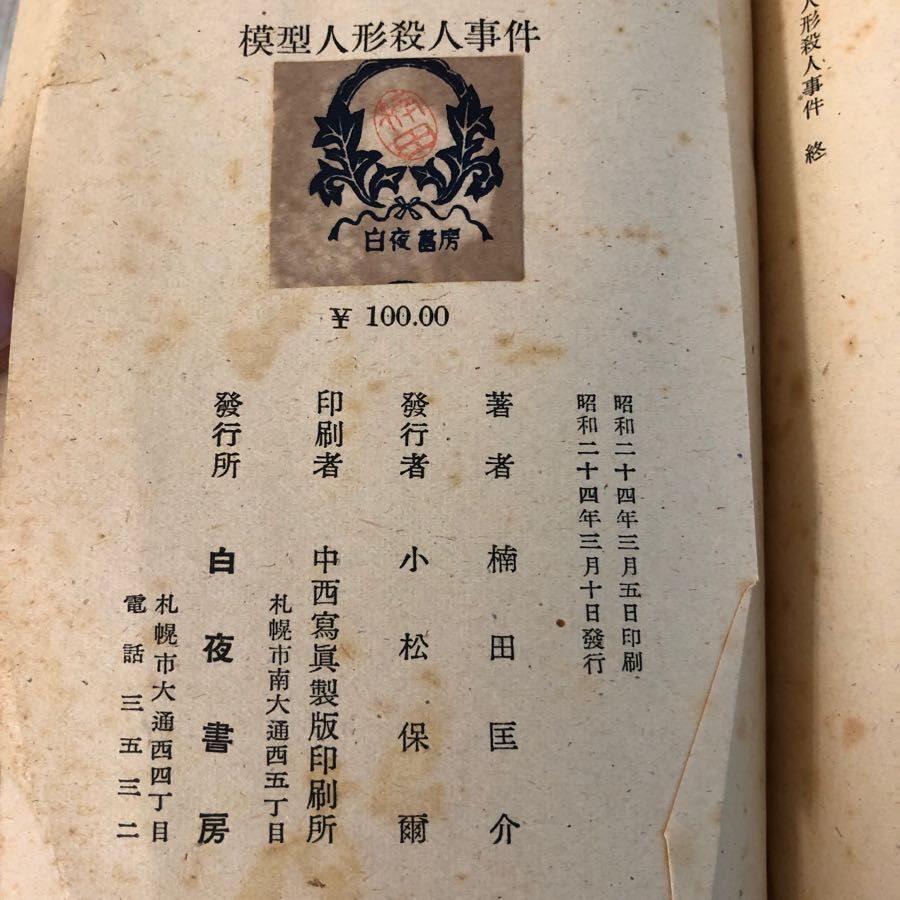 人形殺人事件 終
模型人形殺人事件
楠田
白夜書房
¥ 100.00
昭和二十四年三月五日印刷
昭和二十四年三月十日發行
著者 楠田匡介
發行者 小松保爾
印刷者 中西寫眞製版印刷所
札幌市南大通西五丁目
發行所 白夜書房
札幌市大通西四丁目
電話三五三二